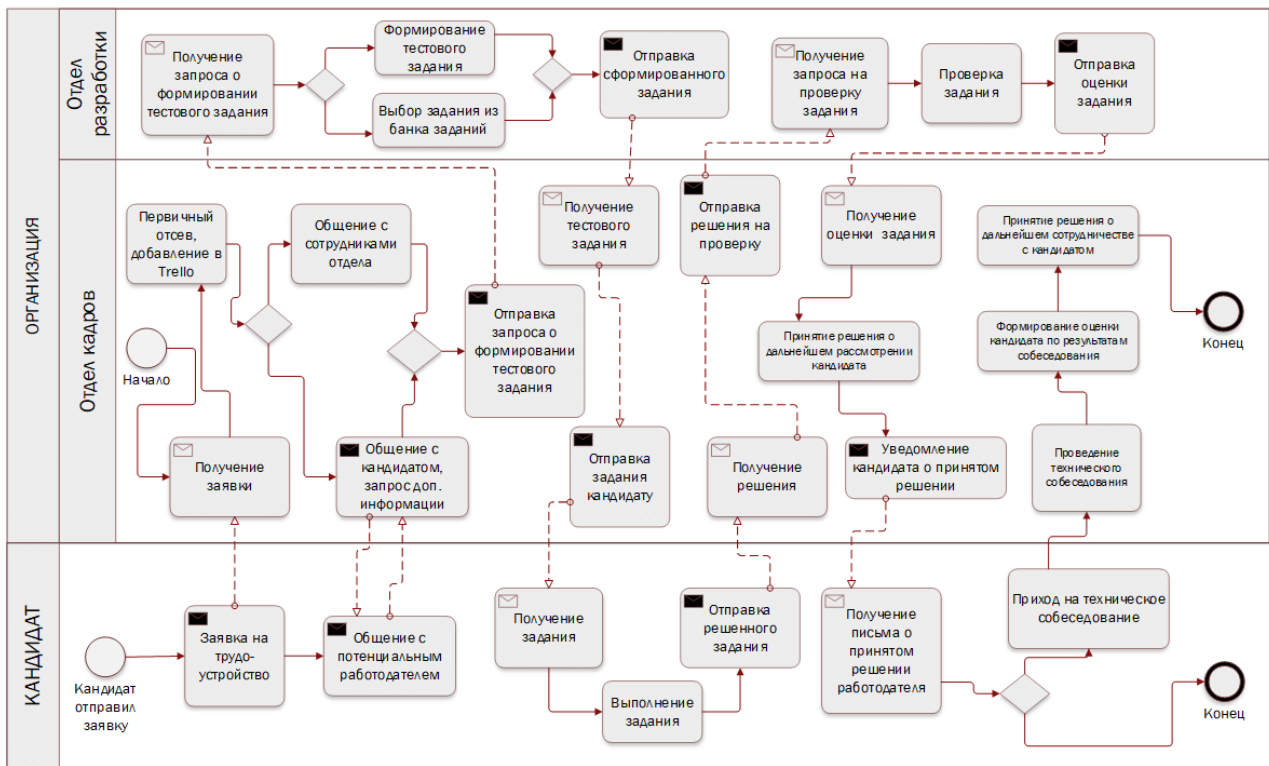 ОРГАНИЗАЦИЯ
Отдел
разработки
Получение
запроса о
формировании
тестового задания
Формирование
тестового
задания
Выбор задания из
банка заданий
Отправка
сформированного
задания
Получение
запроса на
проверку
задания
Проверка
задания
Отправка
оценки
задания
Отдел кадров
Первичный
отсев,
добавление в
Trello
Начало
Получение
заявки
Общение с
сотрудниками
отдела
Общение с
кандидатом,
запрос доп.
информации
Отправка
запроса о
формировании
тестового
задания
Получение
тестового
задания
Отправка
задания
кандидату
Отправка
решения на
проверку
Получение
решения
Получение
оценки задания
Принятие решения о
дальнейшем рассмотрении
кандидата
Уведомление
кандидата о принятом
решении
Принятие решения о
дальнейшем сотрудничестве
с кандидатом
Формирование оценки
кандидата по результатам
собеседования
Проведение
технического
собеседования
Конец
КАНДИДАТ
Кандидат
отправил
заявку
Заявка на
трудо-
устройство
Общение с
потенциальным
работодателем
Получение
задания
Выполнение
задания
Отправка
решенного
задания
Получение
письма о
принятом
решении
работодателя
Приход на техническое
собеседование
Конец